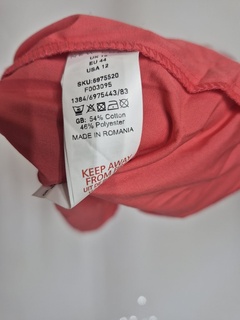 EU 44
USA 12
SKU:6975520
F003095
1384/6975443/83
GB: 54% Cotton
46% Polyester
MADE IN ROMANIA
KEEP AWAY
FROM